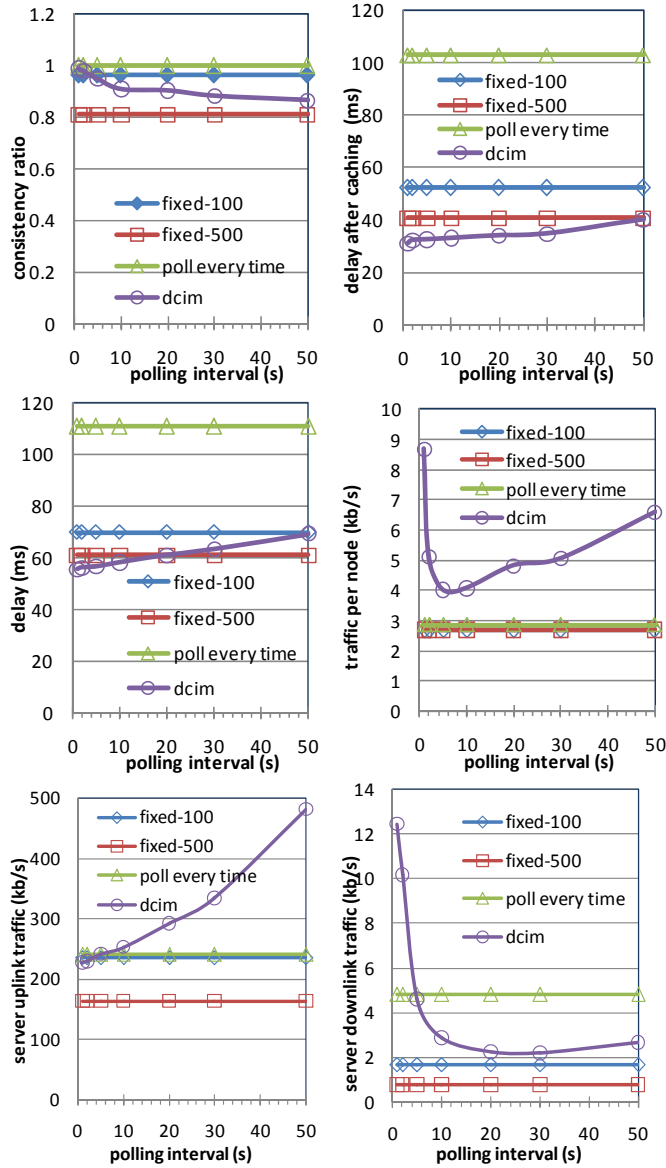 1.2
1
0.8
0.6
0.4
0.2
0
consistency ratio
fixed-100
fixed-500
poll every time
dcim
0 10 20 30 40 50
polling interval (s)
120
100
80
60
40
20
0
delay after caching (ms)
fixed-100
fixed-500
poll every time
dcim
0 10 20 30 40 50
polling interval (s)
120
100
80
60
40
20
0
delay (ms)
fixed-100
fixed-500
poll every time
dcim
0 10 20 30 40 50
polling interval (s)
10
9
8
7
6
5
4
3
2
1
0
traffic per node (kb/s)
fixed-100
fixed-500
poll every time
dcim
0 10 20 30 40 50
polling interval (s)
500
400
300
200
100
0
server uplink traffic (kb/s)
fixed-100
fixed-500
poll every time
dcim
0 10 20 30 40 50
polling interval (s)
14
12
10
8
6
4
2
0
server downlink traffic (kb/s)
fixed-100
fixed-500
poll every time
dcim
0 10 20 30 40 50
polling interval (s)